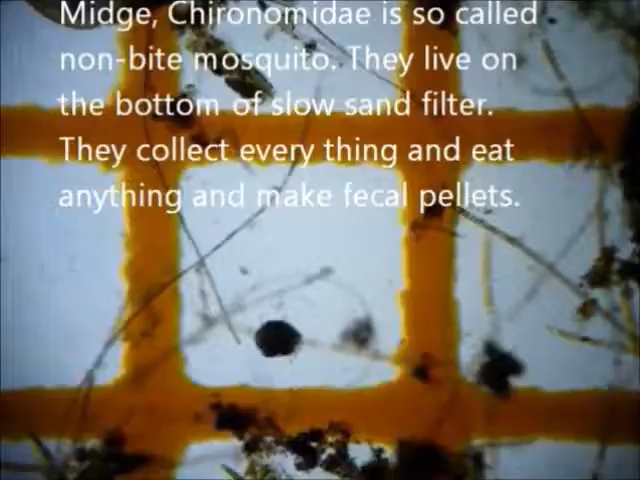 Midge, Chironomidae is so called
non-bite mosquito. They live on
the bottom of slow sand filter.
They collect every thing and eat
anything and make fecal pellets.